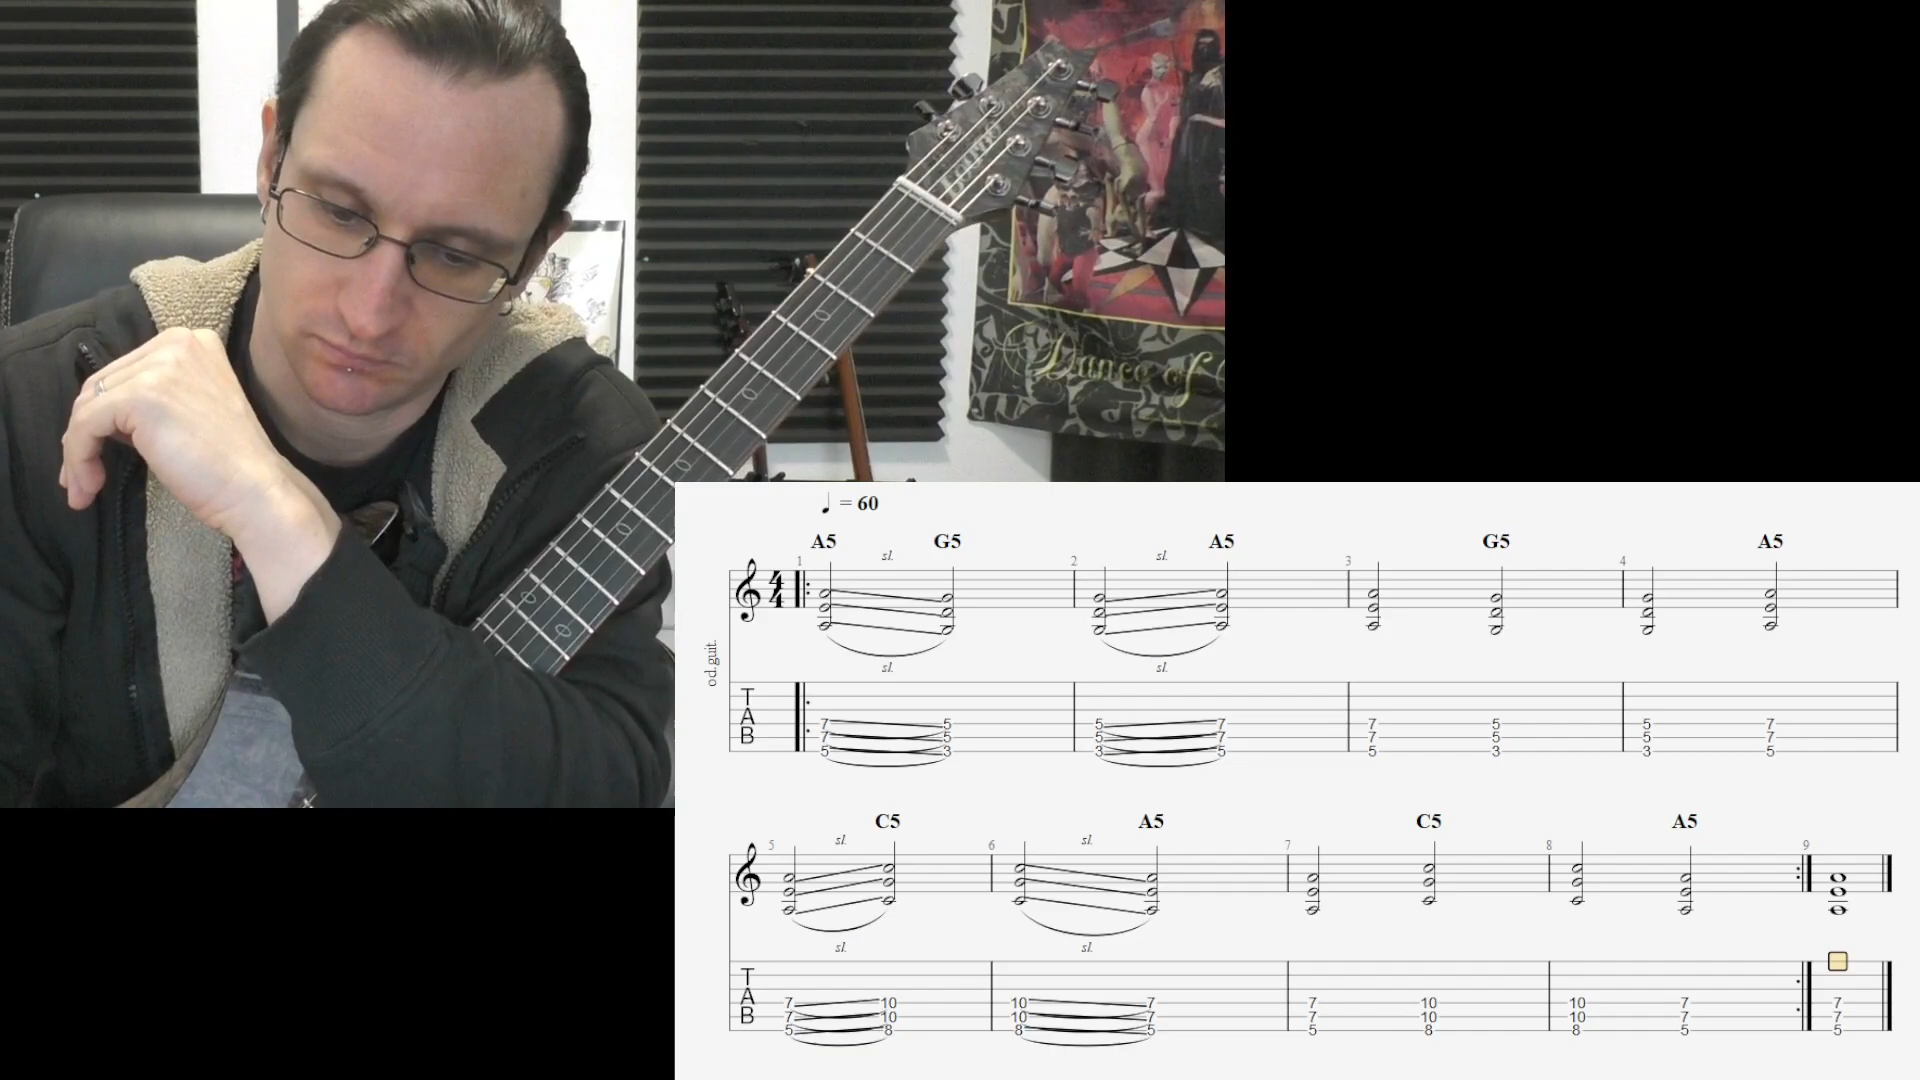 Dance of
♩ = 60
A5 G5 A5 G5 A5
sl. sl.
1 2 3 4
4
4
od.guit.
sl. sl.
T
A
B
7 5 5 7 7 5 5 7
7 5 5 7 7 5 5 7
5 3 3 5 5 3 3 5
C5 A5 C5 A5
sl. sl.
5 6 7 8 9
sl. sl.
T
A
B
7 10 10 7 7 10 10 7 7
7 10 10 7 7 10 10 7 7
5 8 8 5 5 8 8 5 5